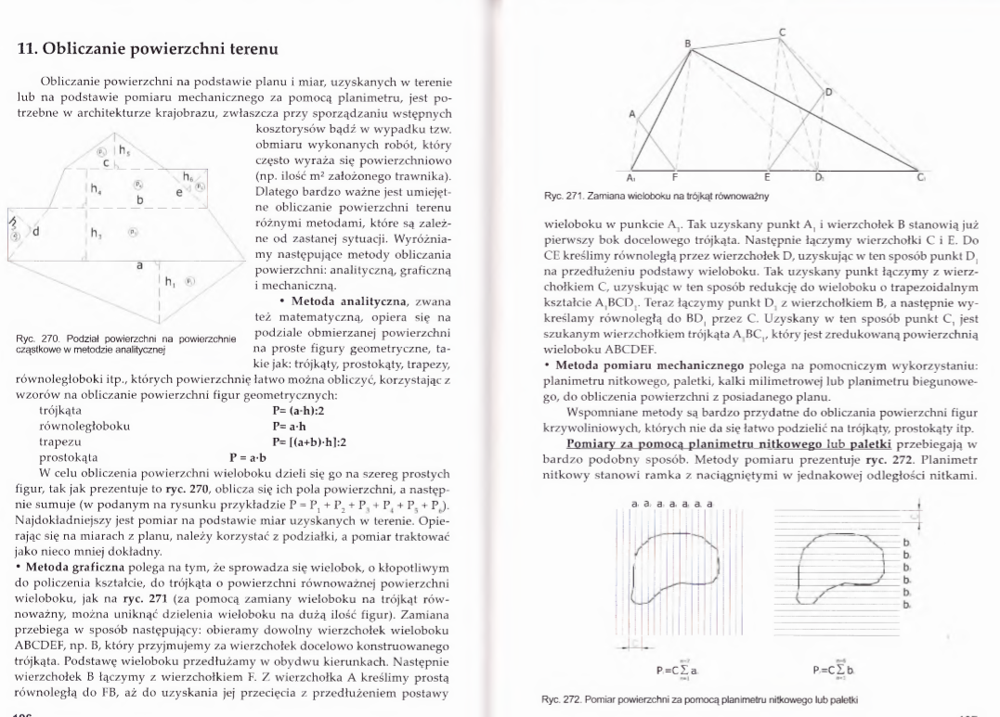 11. Obliczanie powierzchni terenu
Obliczanie powierzchni na podstawie planu i miar, uzyskanych w terenie
lub na podstawie pomiaru mechanicznego za pomocą planimetru, jest po-
trzebne w architekturze krajobrazu, zwłaszcza przy sporządzaniu wstępnych
kosztorysów bądź w wypadku tzw.
obmiaru wykonanych robót, który
często wyraża się powierzchniowo
(np. ilość m² założonego trawnika).
Dlatego bardzo ważne jest umiejęt-
ne obliczanie powierzchni terenu
różnymi metodami, które są zależ-
ne od zastanej sytuacji. Wyróżnia-
my następujące metody obliczania
powierzchni: analityczną, graficzną
i mechaniczną.
• Metoda analityczna, zwana
też matematyczną, opiera się na
podziale obmierzanej powierzchni
na proste figury geometryczne, ta-
kie jak: trójkąty, prostokąty, trapezy,
h₅
c
h₄
b
h₆
e
d
h₃
a
h₁
Ryc. 270. Podział powierzchni na powierzchnie
cząstkowe w metodzie analitycznej
równoległoboki itp., których powierzchnię łatwo można obliczyć, korzystając z
wzorów na obliczanie powierzchni figur geometrycznych:
trójkąta P= (a·h):2
równoległoboku P= a·h
trapezu P= [(a+b)·h]:2
prostokąta P = a·b
W celu obliczenia powierzchni wieloboku dzieli się go na szereg prostych
figur, tak jak prezentuje to ryc. 270, oblicza się ich pola powierzchni, a następ-
nie sumuje (w podanym na rysunku przykładzie P = P₁ + P₂ + P₃ + P₄ + P₅ + P₆).
Najdokładniejszy jest pomiar na podstawie miar uzyskanych w terenie. Opie-
rając się na miarach z planu, należy korzystać z podziałki, a pomiar traktować
jako nieco mniej dokładny.
• Metoda graficzna polega na tym, że sprowadza się wielobok, o kłopotliwym
do policzenia kształcie, do trójkąta o powierzchni równoważnej powierzchni
wieloboku, jak na ryc. 271 (za pomocą zamiany wieloboku na trójkąt rów-
noważny, można uniknąć dzielenia wieloboku na dużą ilość figur). Zamiana
przebiega w sposób następujący: obieramy dowolny wierzchołek wieloboku
ABCDEF, np. B, który przyjmujemy za wierzchołek docelowo konstruowanego
trójkąta. Podstawę wieloboku przedłużamy w obydwu kierunkach. Następnie
wierzchołek B łączymy z wierzchołkiem F. Z wierzchołka A kreślimy prostą
równoległą do FB, aż do uzyskania jej przecięcia z przedłużeniem postawy
B
C
D
A
A₁ F E D₁ C₁
Ryc. 271. Zamiana wieloboku na trójkąt równoważny
wieloboku w punkcie A₁. Tak uzyskany punkt A₁ i wierzchołek B stanowią już
pierwszy bok docelowego trójkąta. Następnie łączymy wierzchołki C i E. Do
CE kreślimy równoległą przez wierzchołek D, uzyskując w ten sposób punkt D₁
na przedłużeniu podstawy wieloboku. Tak uzyskany punkt łączymy z wierz-
chołkiem C, uzyskując w ten sposób redukcję do wieloboku o trapezoidalnym
kształcie A₁BCD₁. Teraz łączymy punkt D₁ z wierzchołkiem B, a następnie wy-
kreślamy równoległą do BD₁ przez C. Uzyskany w ten sposób punkt C₁ jest
szukanym wierzchołkiem trójkąta A₁BC₁, który jest zredukowaną powierzchnią
wieloboku ABCDEF.
• Metoda pomiaru mechanicznego polega na pomocniczym wykorzystaniu:
planimetru nitkowego, paletki, kalki milimetrowej lub planimetru biegunowe-
go, do obliczenia powierzchni z posiadanego planu.
Wspomniane metody są bardzo przydatne do obliczania powierzchni figur
krzywoliniowych, których nie da się łatwo podzielić na trójkąty, prostokąty itp.
Pomiary za pomocą planimetru nitkowego lub paletki przebiegają w
bardzo podobny sposób. Metody pomiaru prezentuje ryc. 272. Planimetr
nitkowy stanowi ramka z naciągniętymi w jednakowej odległości nitkami.
a a a a a a a
b
b
b
b
b
b
P=C Σ a
P=C Σ b
Ryc. 272. Pomiar powierzchni za pomocą planimetru nitkowego lub paletki